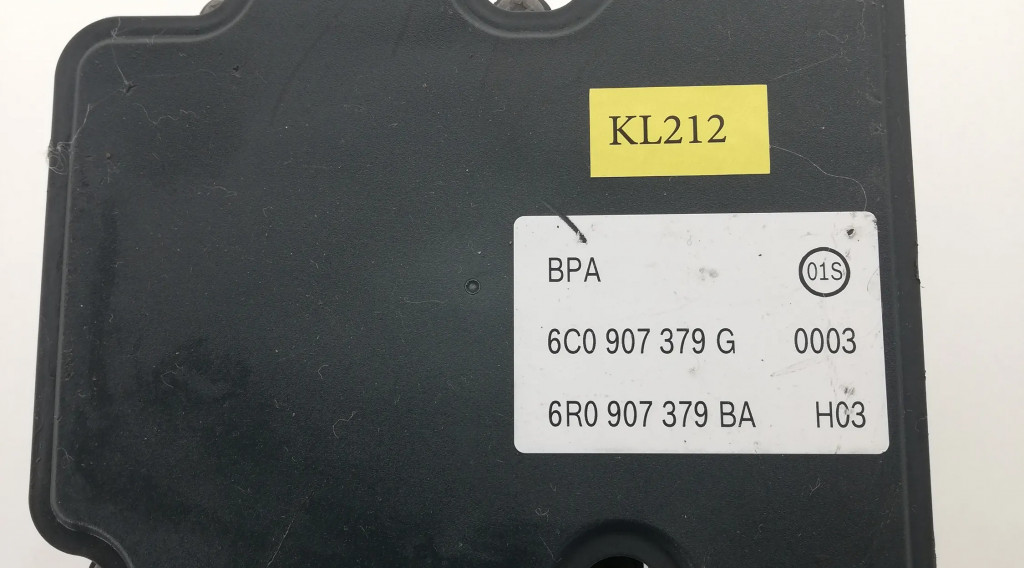 KL212
BPA 01S
6C0 907 379 G 0003
6R0 907 379 BA H03